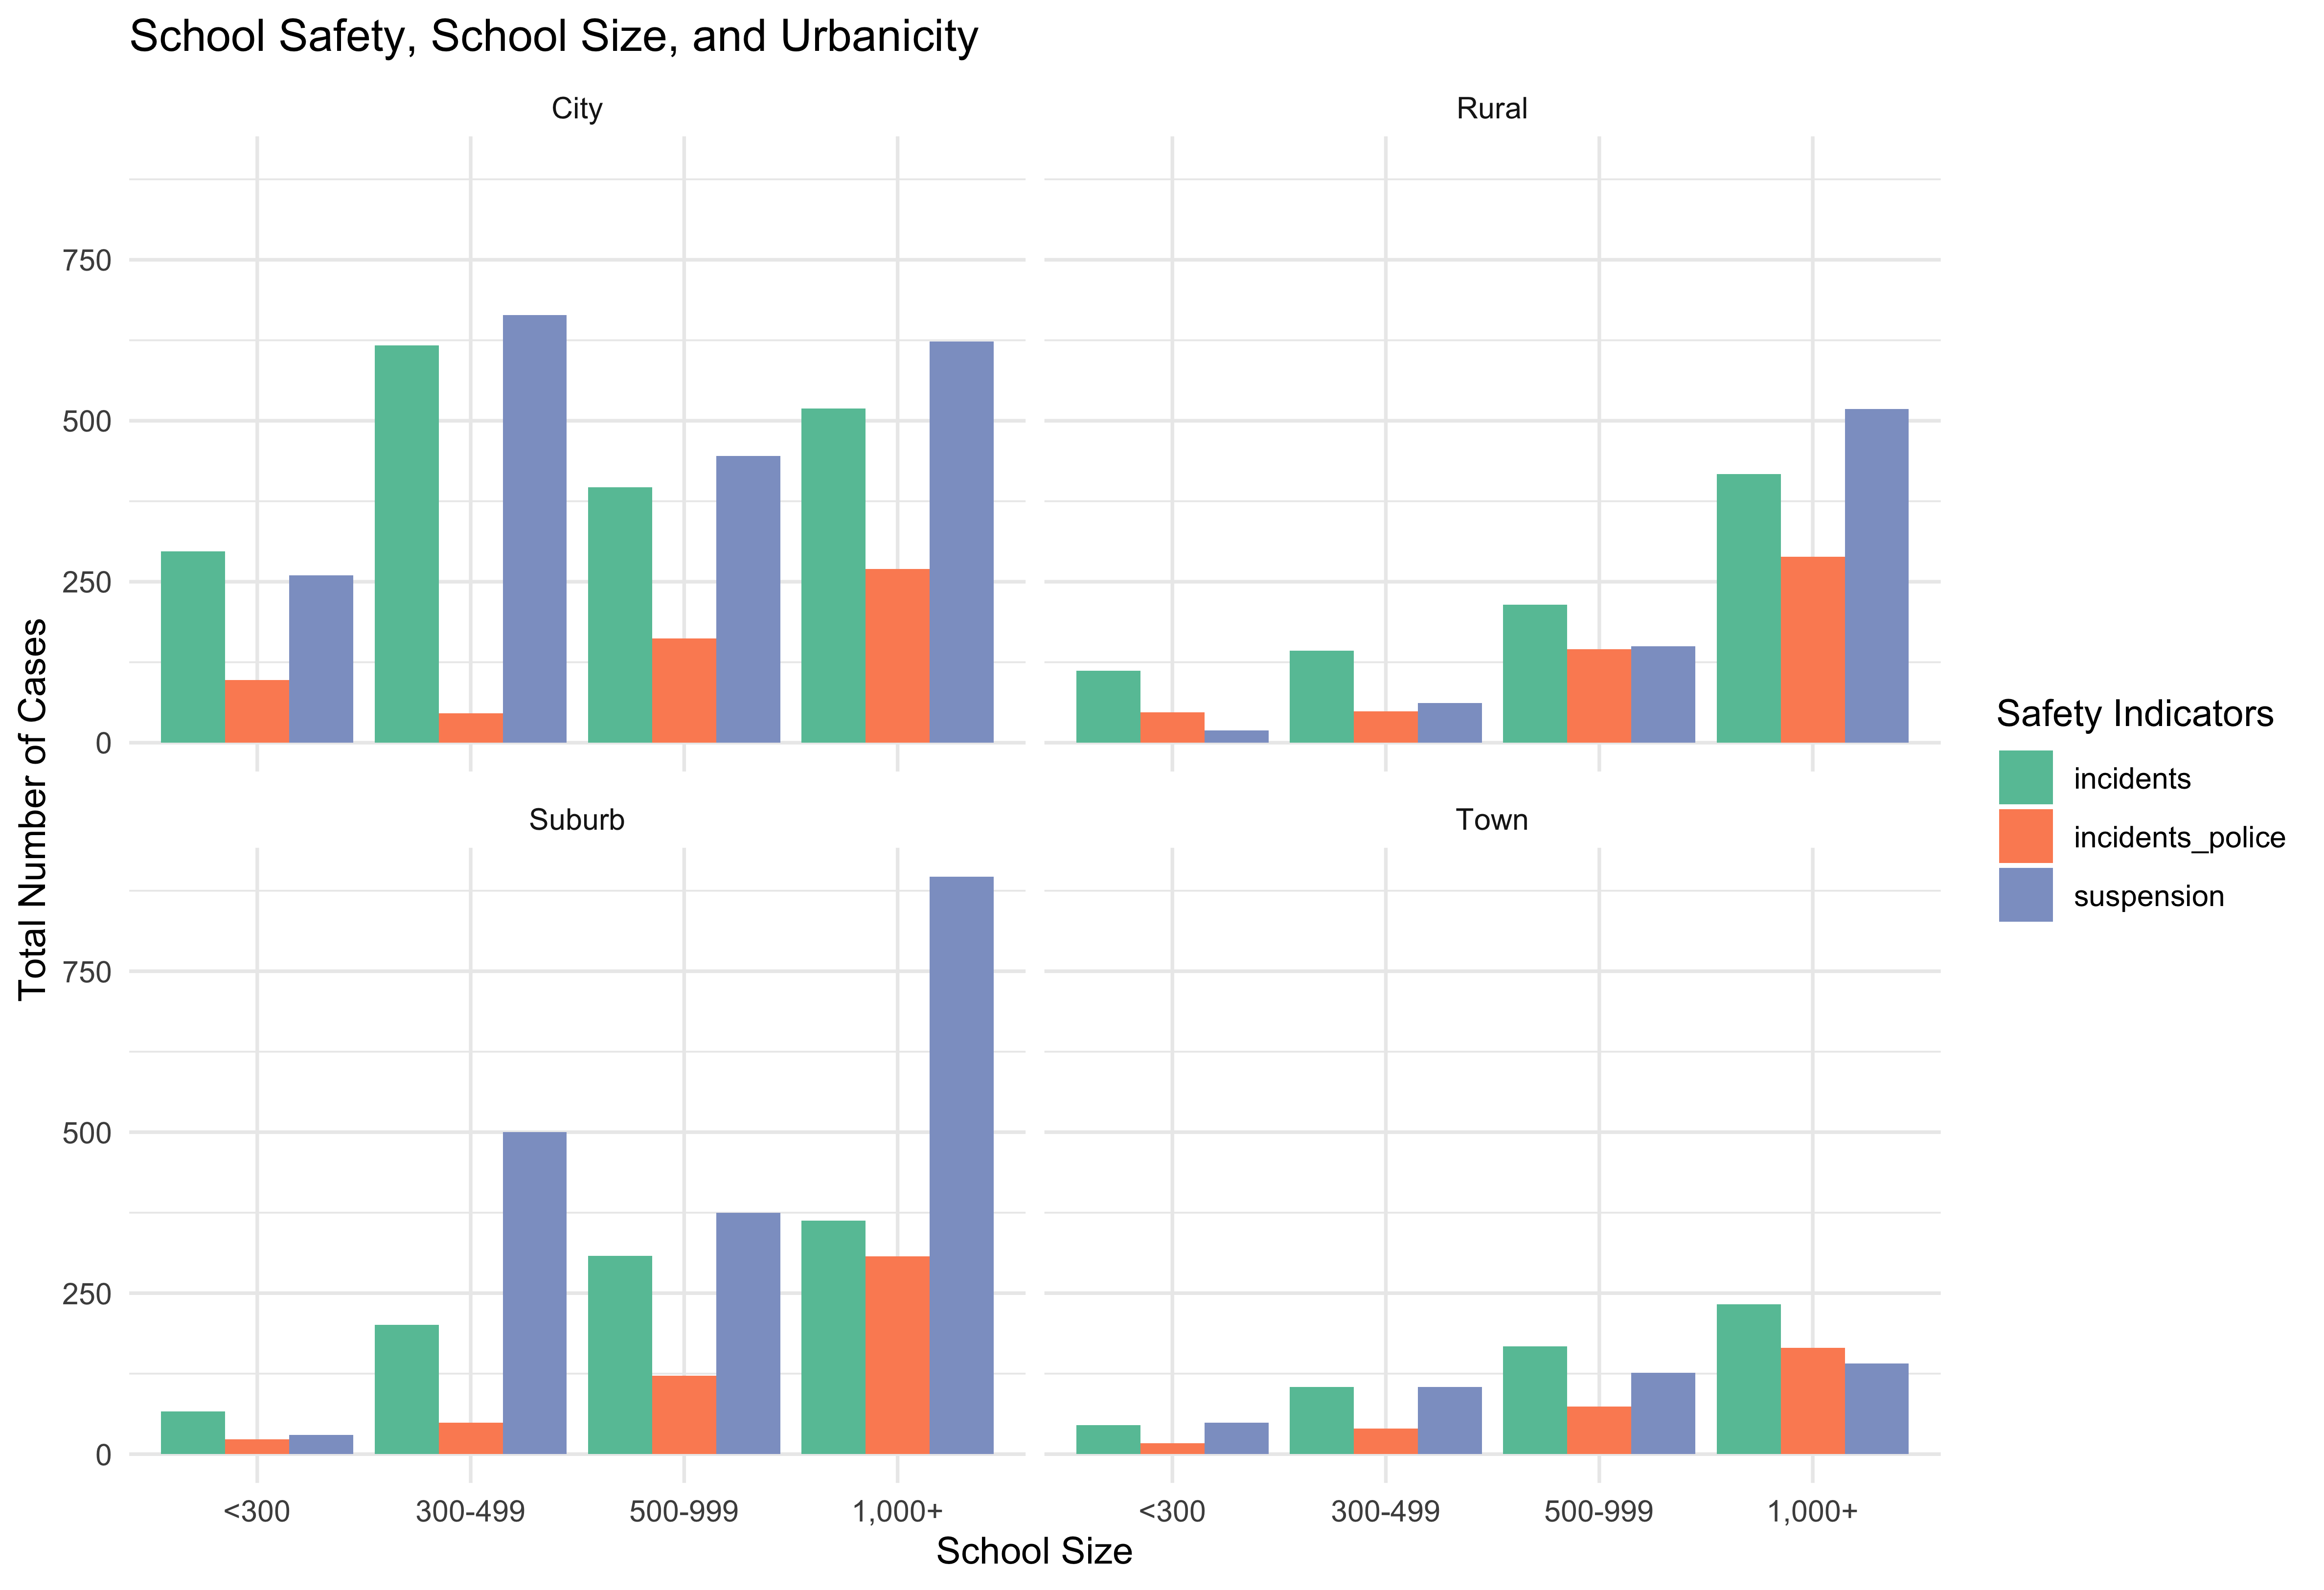 School Safety, School Size, and Urbanicity
City
Rural
750
500
250
0
Suburb
Town
750
500
250
0
Total Number of Cases
<300
300-499
500-999
1,000+
<300
300-499
500-999
1,000+
School Size
Safety Indicators
incidents
incidents_police
suspension